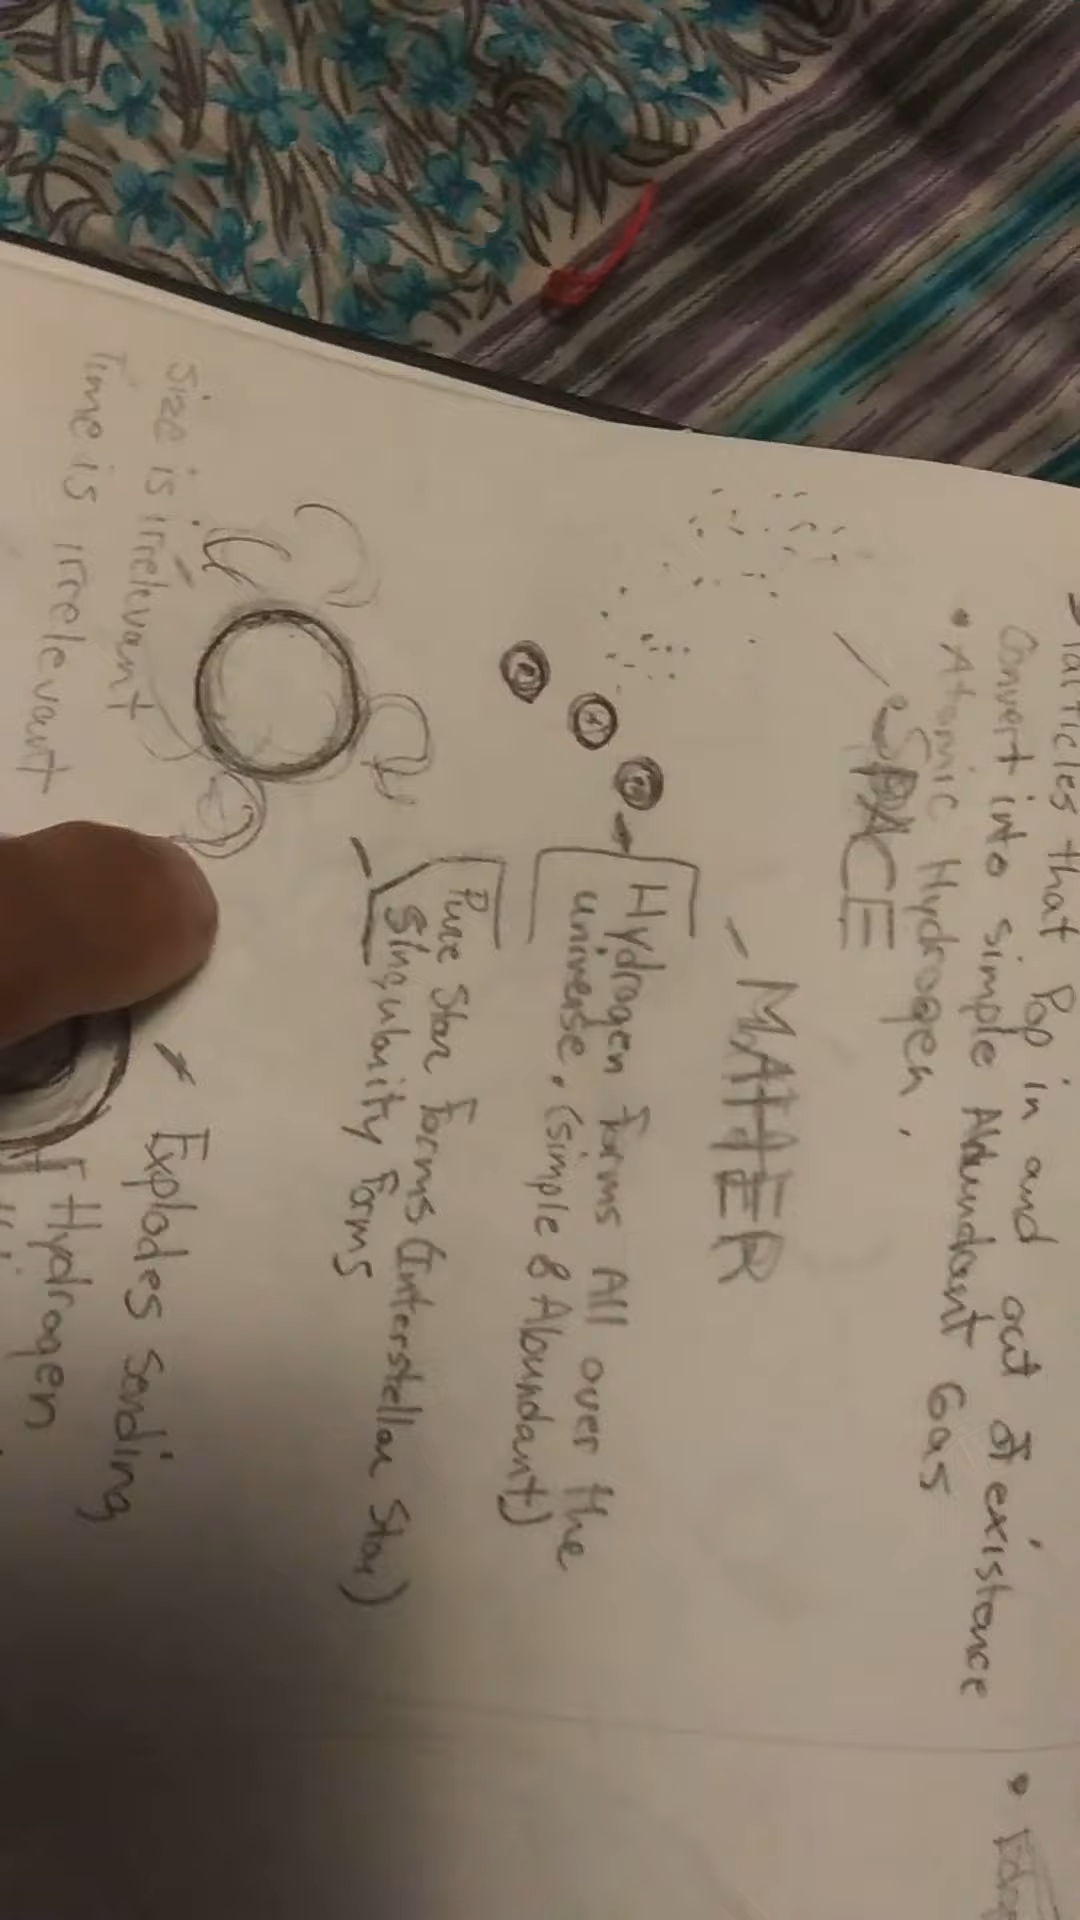 Particles that Pop in and out of existance
Convert into simple Abundant Gas
• Atomic Hydrogen.
SPACE
- MATTER
Hydrogen forms All over the
universe. (simple & Abundant)
Pure Star Forms (Interstellar Star)
Singularity forms
Size is irrelevant
Time is irrelevant
Explodes sending
Hydrogen